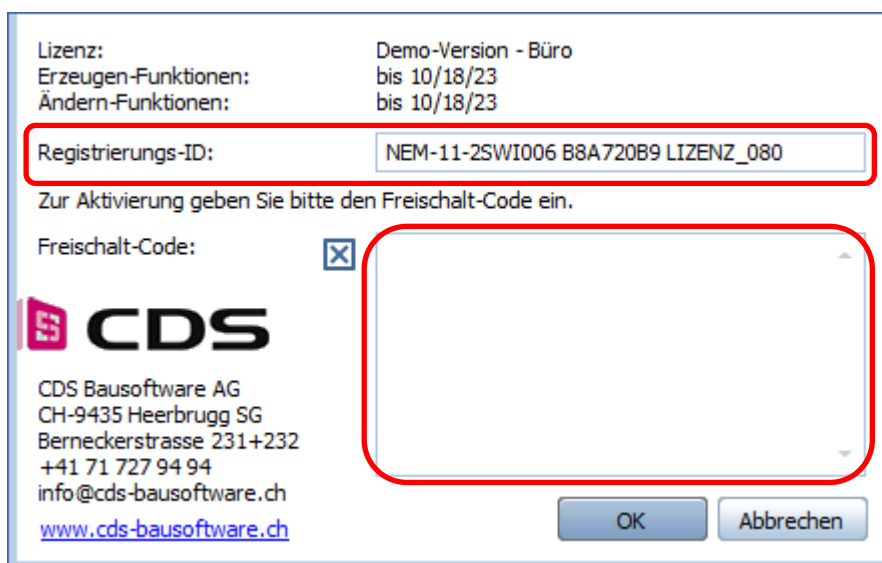 Lizenz: Demo-Version - Büro
Erzeugen-Funktionen: bis 10/18/23
Ändern-Funktionen: bis 10/18/23
Registrierungs-ID: NEM-11-2SWI006 B8A720B9 LIZENZ_080
Zur Aktivierung geben Sie bitte den Freischalt-Code ein.
Freischalt-Code:
CDS
CDS Bausoftware AG
CH-9435 Heerbrugg SG
Berneckerstrasse 231+232
+41 71 727 94 94
info@cds-bausoftware.ch
www.cds-bausoftware.ch
OK Abbrechen